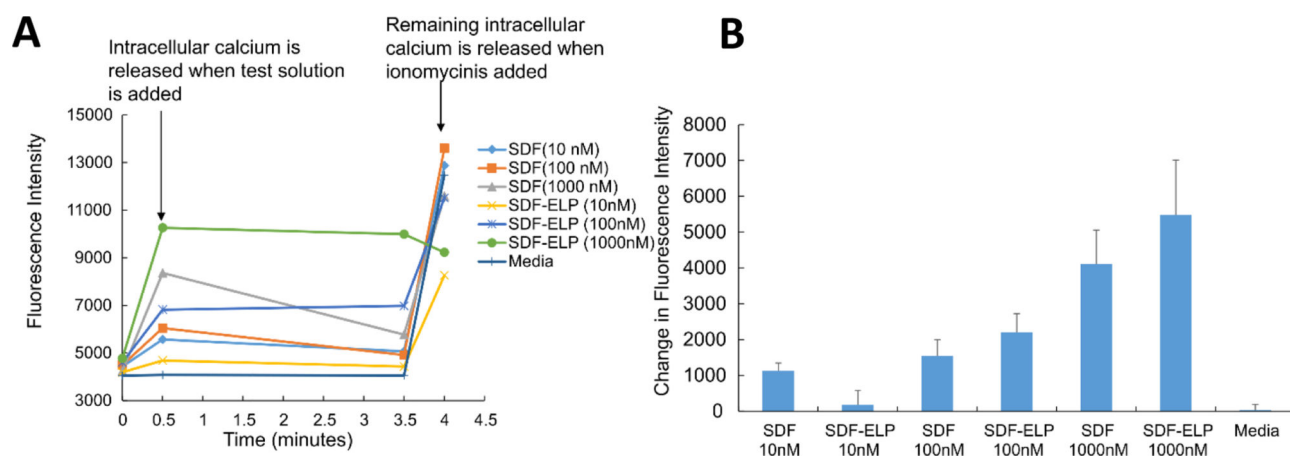 A
Intracellular calcium is
released when test solution
is added
Remaining intracellular
calcium is released when
ionomycinis added
15000
13000
11000
9000
7000
5000
3000
Fluorescence Intensity
0 0.5 1 1.5 2 2.5 3 3.5 4 4.5
Time (minutes)
SDF(10 nM)
SDF(100 nM)
SDF(1000 nM)
SDF-ELP (10nM)
SDF-ELP (100nM)
SDF-ELP (1000nM)
Media
B
Change in Fluorescence Intensity
8000
7000
6000
5000
4000
3000
2000
1000
0
SDF SDF-ELP SDF SDF-ELP SDF SDF-ELP Media
10nM 10nM 100nM 100nM 1000nM 1000nM